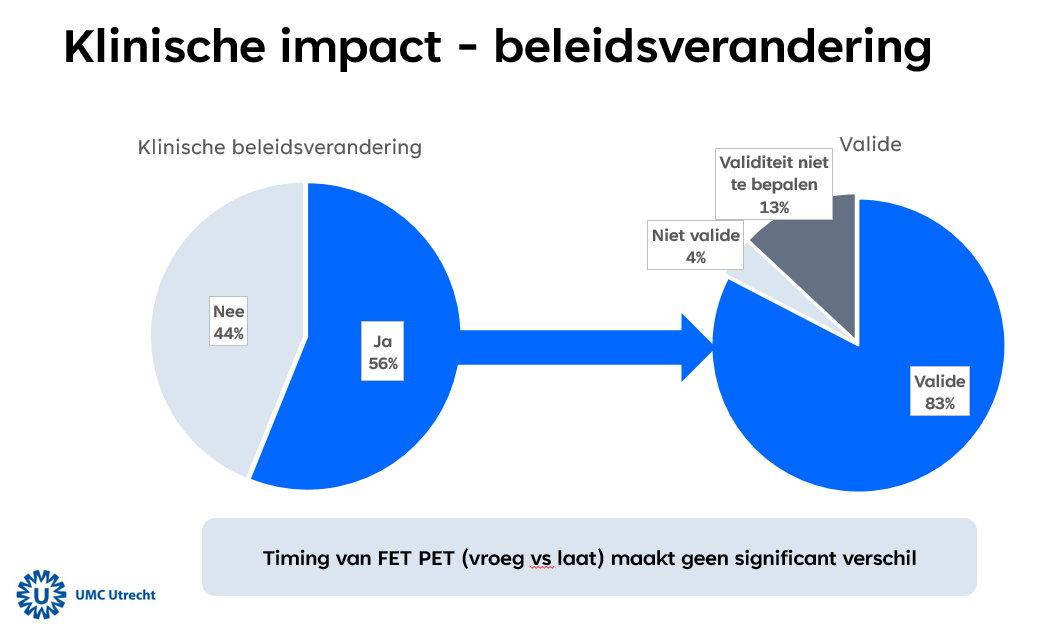 Klinische impact - beleidsverandering
Klinische beleidsverandering
Nee
44%
Ja
56%
Valide
Validiteit niet
te bepalen
13%
Niet valide
4%
Valide
83%
Timing van FET PET (vroeg vs laat) maakt geen significant verschil
U
UMC Utrecht